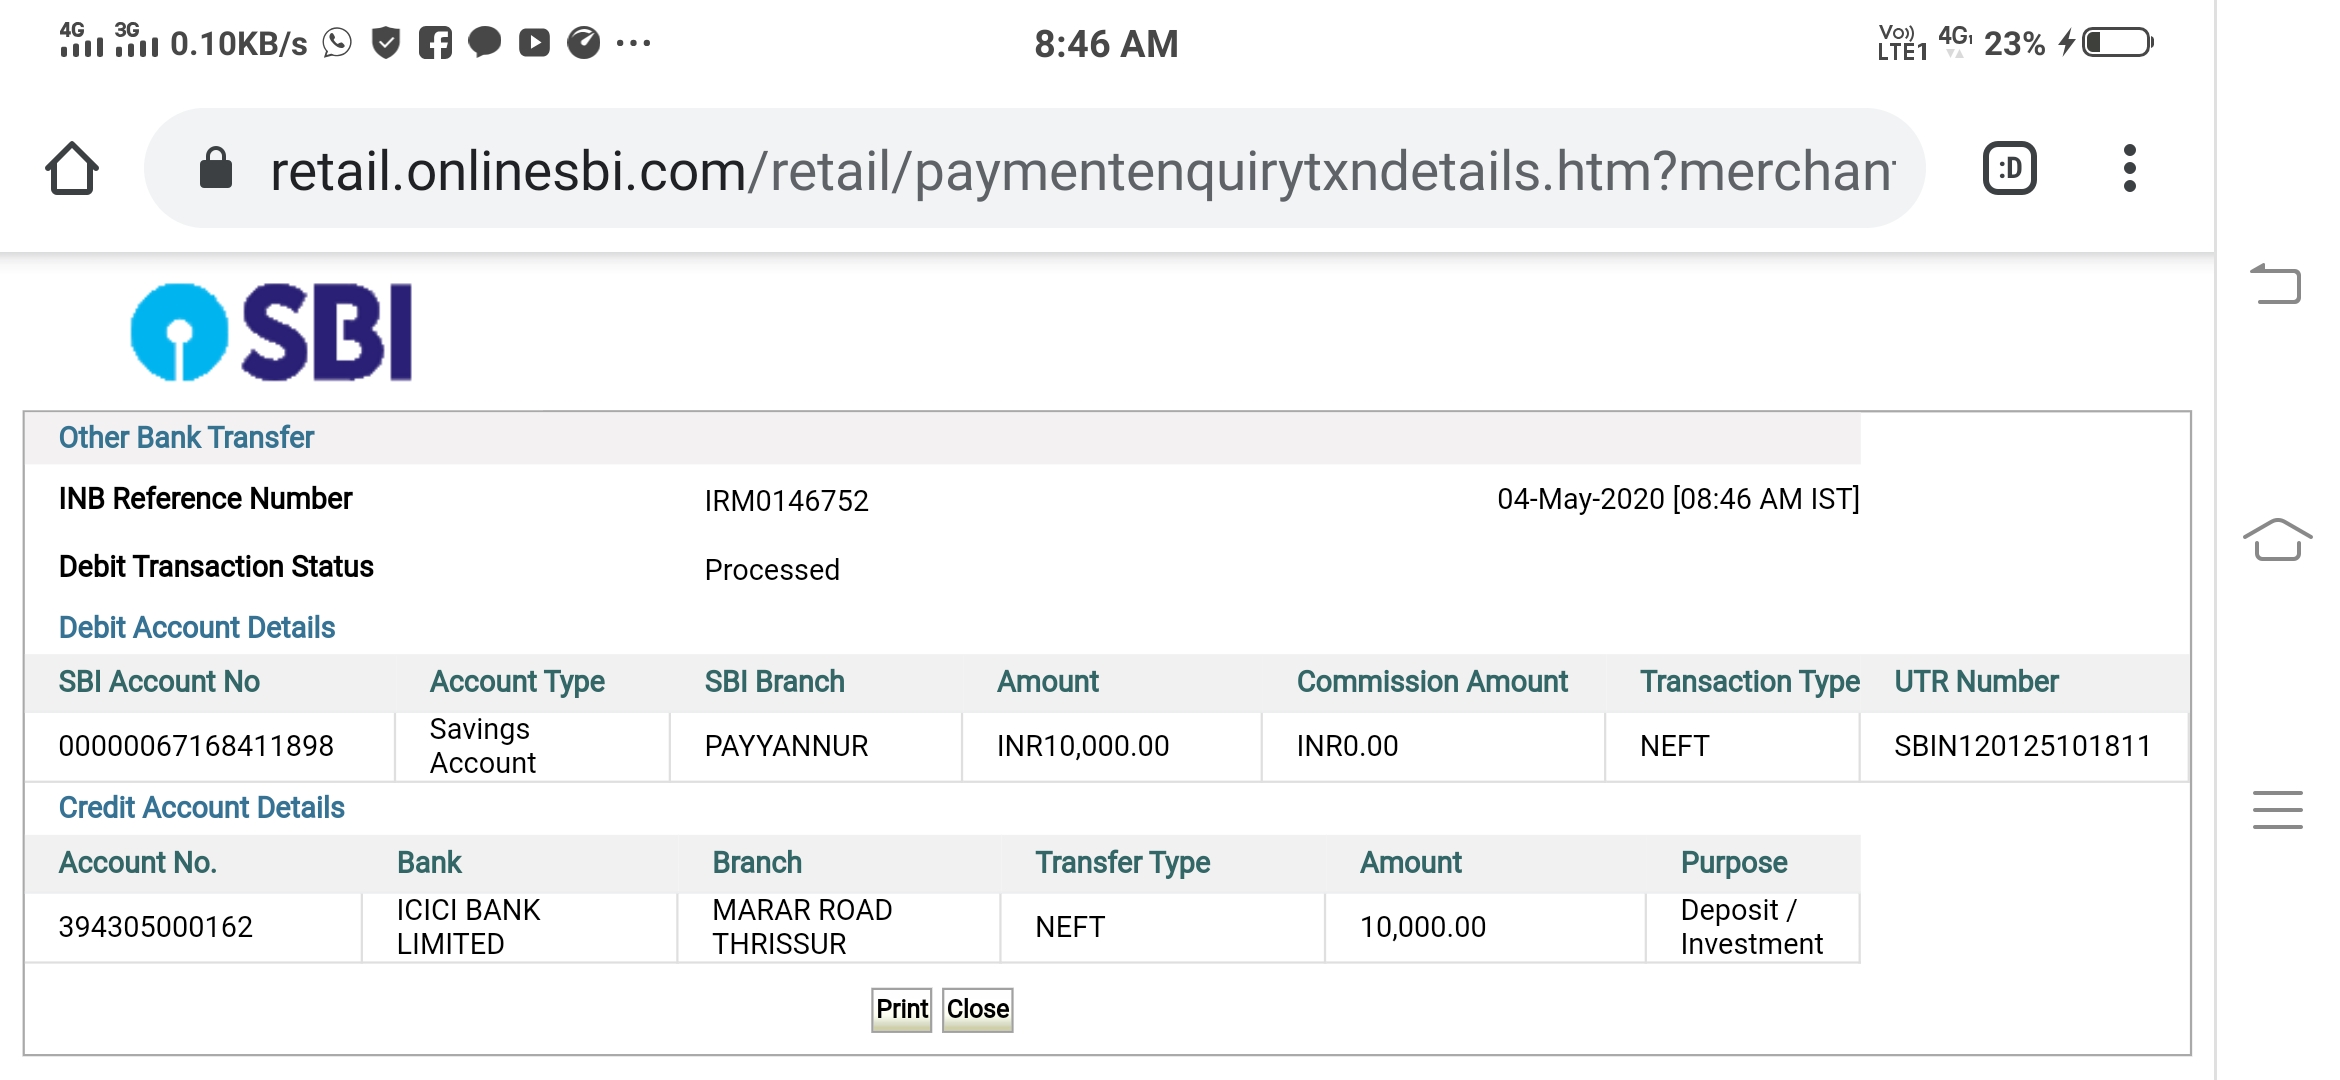 4G 3G 0.10KB/s 8:46 AM Vo)) LTE1 4G1 23%
retail.onlinesbi.com/retail/paymentenquirytxndetails.htm?merchan
:D
SBI
Other Bank Transfer
INB Reference Number IRM0146752 04-May-2020 [08:46 AM IST]
Debit Transaction Status Processed
Debit Account Details
SBI Account No Account Type SBI Branch Amount Commission Amount Transaction Type UTR Number
00000067168411898 Savings Account PAYYANNUR INR10,000.00 INR0.00 NEFT SBIN120125101811
Credit Account Details
Account No. Bank Branch Transfer Type Amount Purpose
394305000162 ICICI BANK LIMITED MARAR ROAD THRISSUR NEFT 10,000.00 Deposit / Investment
Print Close